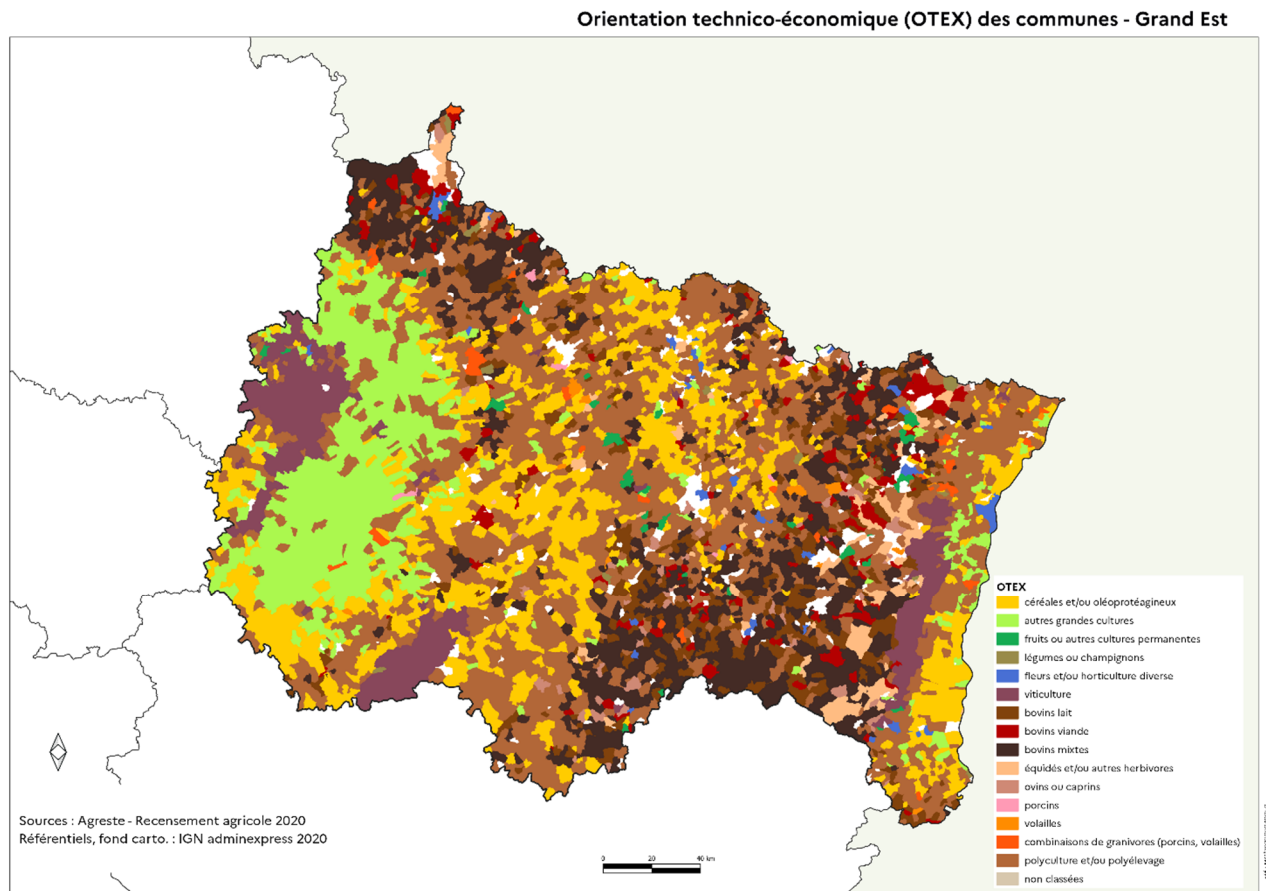 Orientation technico-économique (OTEX) des communes - Grand Est
OTEX
céréales et/ou oléoprotéagineux
autres grandes cultures
fruits ou autres cultures permanentes
légumes ou champignons
fleurs et/ou horticulture diverse
viticulture
bovins lait
bovins viande
bovins mixtes
équidés et/ou autres herbivores
ovins ou caprins
porcins
volailles
combinaisons de granivores (porcins, volailles)
polyculture et/ou polyélevage
non classées
Sources : Agreste - Recensement agricole 2020
Référentiels, fond carto. : IGN adminexpress 2020
0 20 40 km